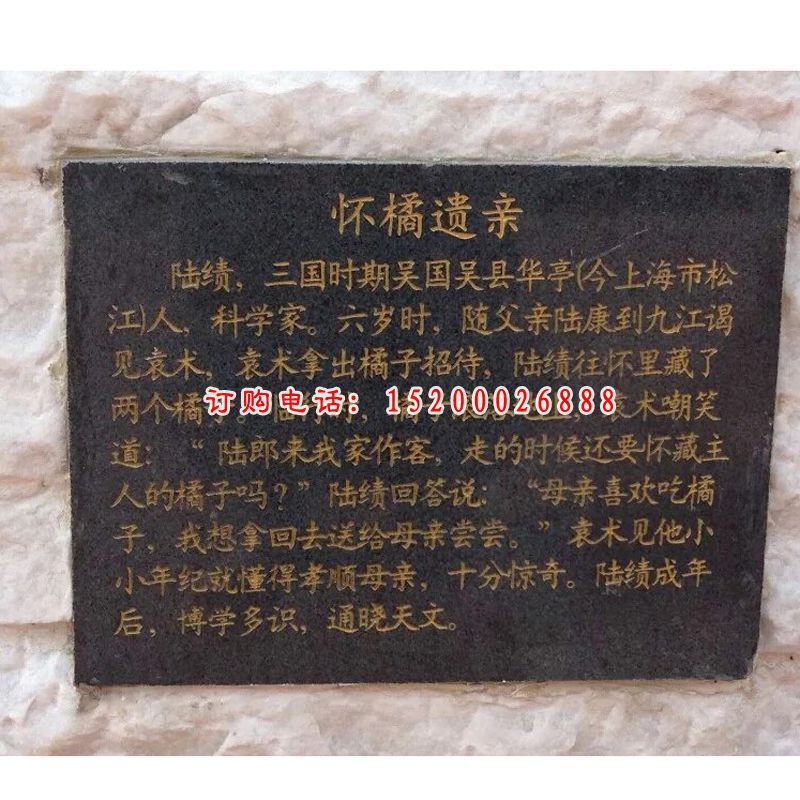 怀橘遗亲
陆绩，三国时期吴国吴县华亭(今上海市松
江)人，科学家。六岁时，随父亲陆康到九江谒
见袁术，袁术拿出橘子招待，陆绩往怀里藏了
两个橘子。
订购电话：15200026888
袁术嘲笑
道：“陆郎来我家作客，走的时候还要怀藏主
人的橘子吗？”陆绩回答说：“母亲喜欢吃橘
子，我想拿回去送给母亲尝尝。”袁术见他小
小年纪就懂得孝顺母亲，十分惊奇。陆绩成年
后，博学多识，通晓天文。